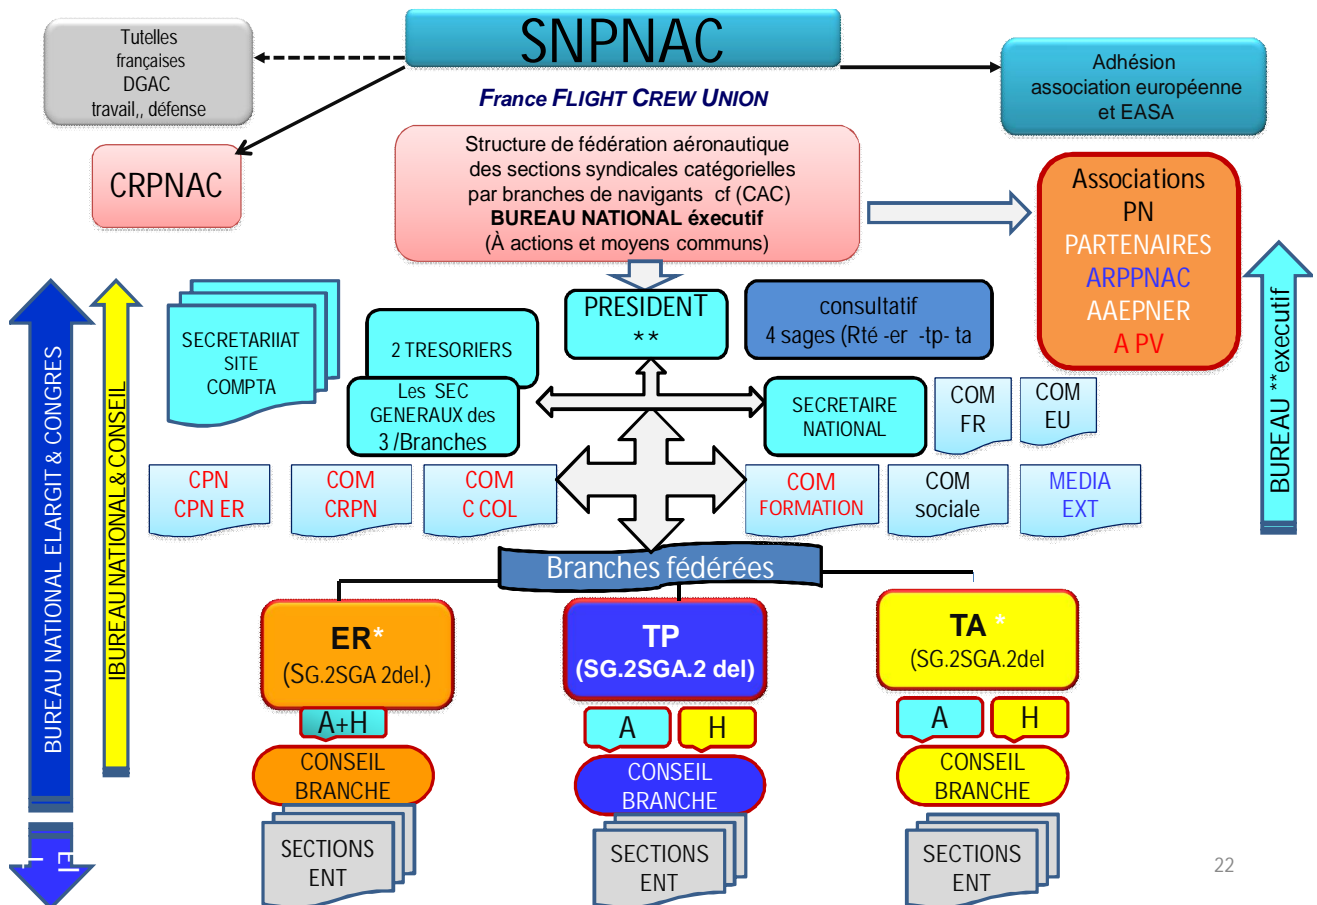 SNPNAC
France FLIGHT CREW UNION
Tutelles
françaises
DGAC
travail,, défense
Adhésion
association européenne
et EASA
CRPNAC
Structure de fédération aéronautique
des sections syndicales catégorielles
par branches de navigants cf (CAC)
BUREAU NATIONAL éxecutif
(À actions et moyens communs)
Associations
PN
PARTENAIRES
ARPPNAC
AAEPNER
A PV
SECRETARIIAT
SITE
COMPTA
2 TRESORIERS
PRESIDENT
**
consultatif
4 sages (Rté -er -tp- ta
Les SEC
GENERAUX des
3 /Branches
SECRETAIRE
NATIONAL
COM
FR
COM
EU
CPN
CPN ER
COM
CRPN
COM
C COL
COM
FORMATION
COM
sociale
MEDIA
EXT
BUREAU NATIONAL ELARGIT & CONGRES
IBUREAU NATIONAL & CONSEIL
BUREAU **executif
Branches fédérées
ER*
(SG.2SGA 2del.)
A+H
CONSEIL
BRANCHE
SECTIONS
ENT
TP
(SG.2SGA.2 del)
A
H
CONSEIL
BRANCHE
SECTIONS
ENT
TA *
(SG.2SGA.2del
A
H
CONSEIL
BRANCHE
SECTIONS
ENT
22